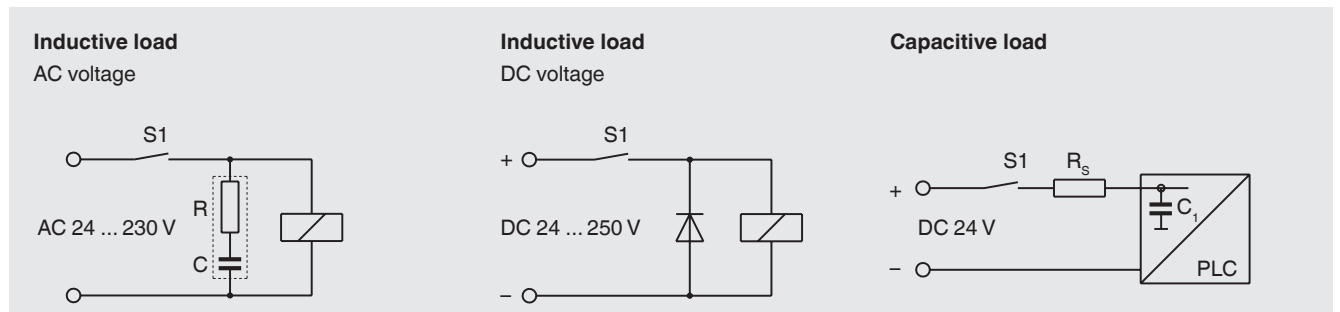 Inductive load
AC voltage
S1
R
AC 24 ... 230 V
C
Inductive load
DC voltage
S1
+
DC 24 ... 250 V
–
Capacitive load
S1
RS
+
C1
DC 24 V
–
PLC